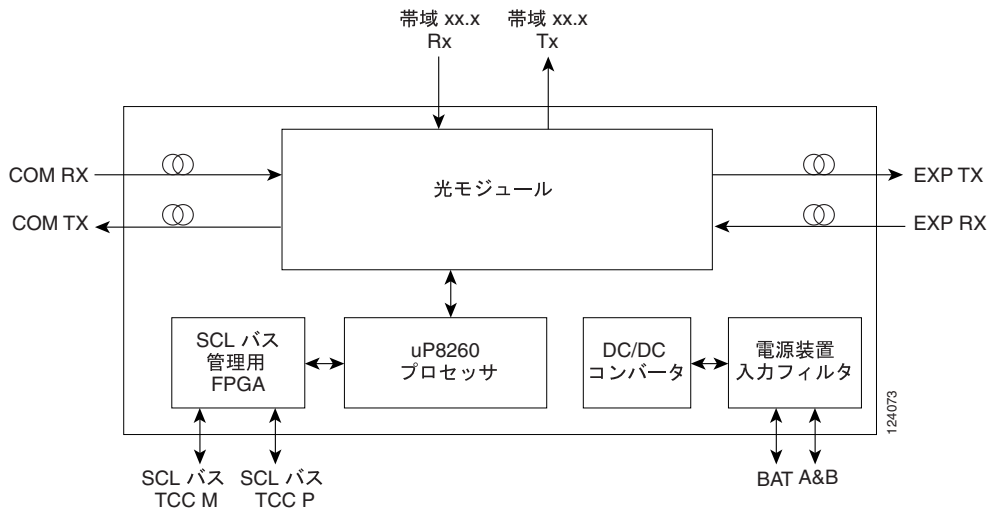 帯域 xx.x
Rx
帯域 xx.x
Tx
COM RX
光モジュール
EXP TX
COM TX
EXP RX
SCL バス
管理用
FPGA
uP8260
プロセッサ
DC/DC
コンバータ
電源装置
入力フィルタ
124073
SCL バス
TCC M
SCL バス
TCC P
BAT A&B